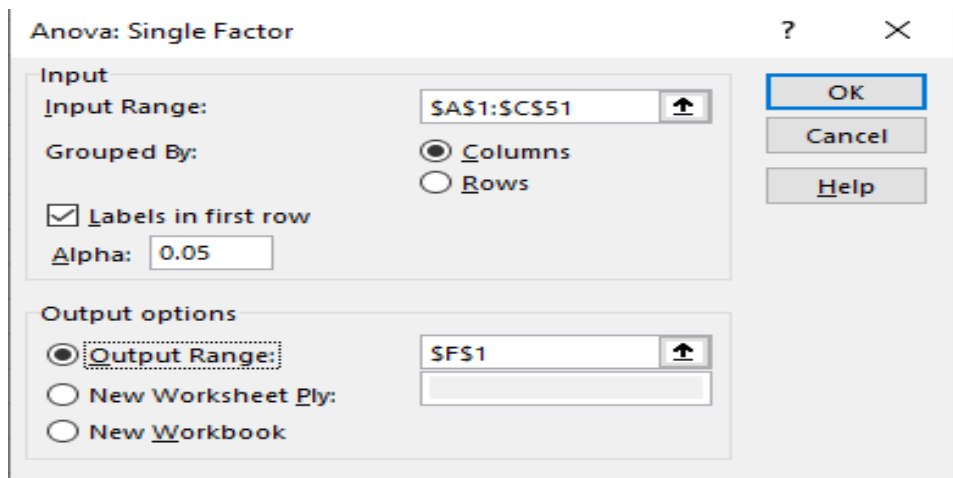 Anova: Single Factor ? ×
Input
Input Range: $A$1:$C$51
OK
Grouped By: Columns
Cancel
Rows
Help
Labels in first row
Alpha: 0.05
Output options
Output Range: $F$1
New Worksheet Ply:
New Workbook